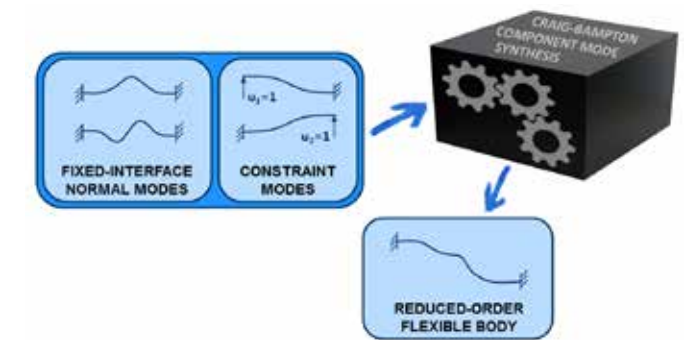 CRAIG-BAMPTON
COMPONENT MODE
SYNTHESIS
u₁=1
u₂=1
FIXED-INTERFACE
NORMAL MODES
CONSTRAINT
MODES
REDUCED-ORDER
FLEXIBLE BODY